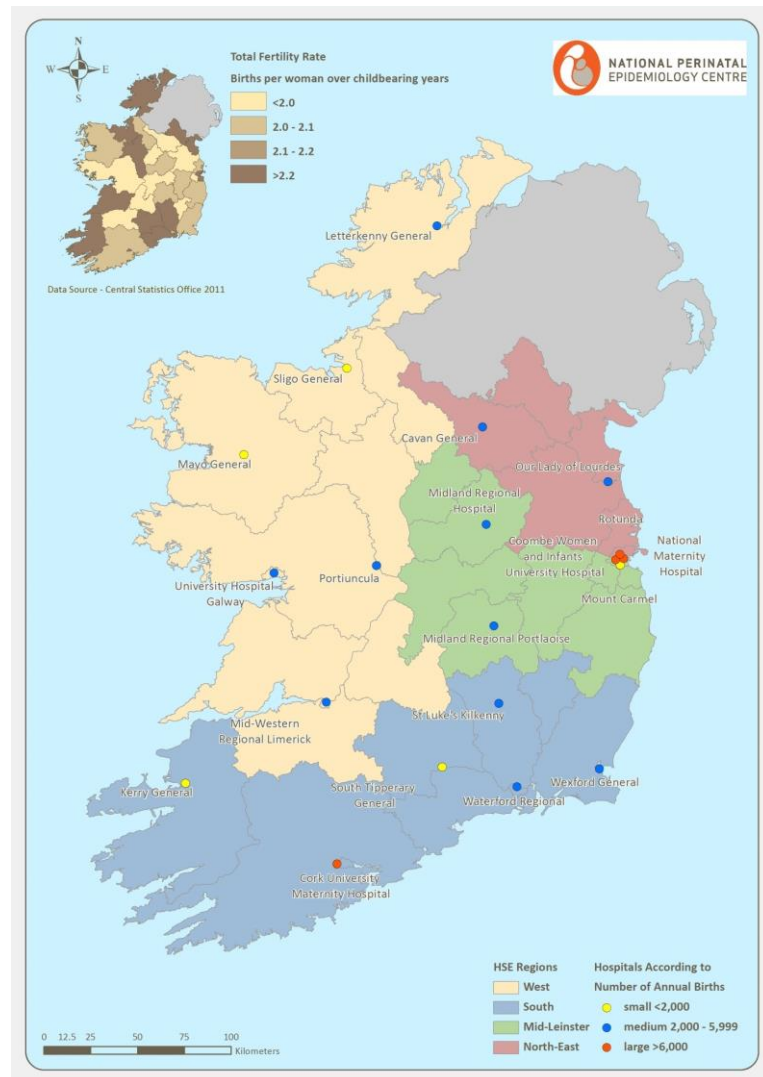 N
W
E
S
Total Fertility Rate
Births per woman over childbearing years
<2.0
2.0 - 2.1
2.1 - 2.2
>2.2
Data Source - Central Statistics Office 2011
NATIONAL PERINATAL
EPIDEMIOLOGY CENTRE
Letterkenny General
Sligo General
Cavan General
Mayo General
Our Lady of Lourdes
Midland Regional
Hospital
Rotunda
Coombe Women
and Infants
University Hospital
National
Maternity
Hospital
University Hospital
Galway
Portiuncula
Mount Carmel
Midland Regional Portlaoise
Mid-Western
Regional Limerick
St Luke's Kilkenny
Kerry General
South Tipperary
General
Wexford General
Waterford Regional
Cork University
Maternity Hospital
HSE Regions
West
South
Mid-Leinster
North-East
Hospitals According to
Number of Annual Births
small <2,000
medium 2,000 - 5,999
large >6,000
0 12.5 25 50 75 100
Kilometers